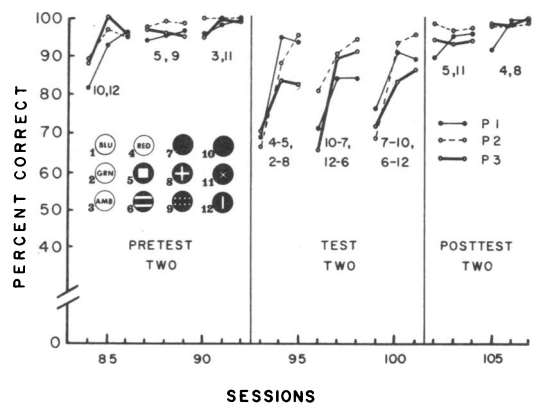 PERCENT CORRECT
100
90
80
70
60
50
40
0
10,12
5,9
3,11
4-5,
2-8
10-7,
12-6
7-10,
6-12
5,11
4,8
P 1
P 2
P 3
1 BLU 4 RED 7 10
2 GRN 5 8 11
3 AMB 6 9 12
PRETEST
TWO
TEST
TWO
POSTTEST
TWO
85 90 95 100 105
SESSIONS